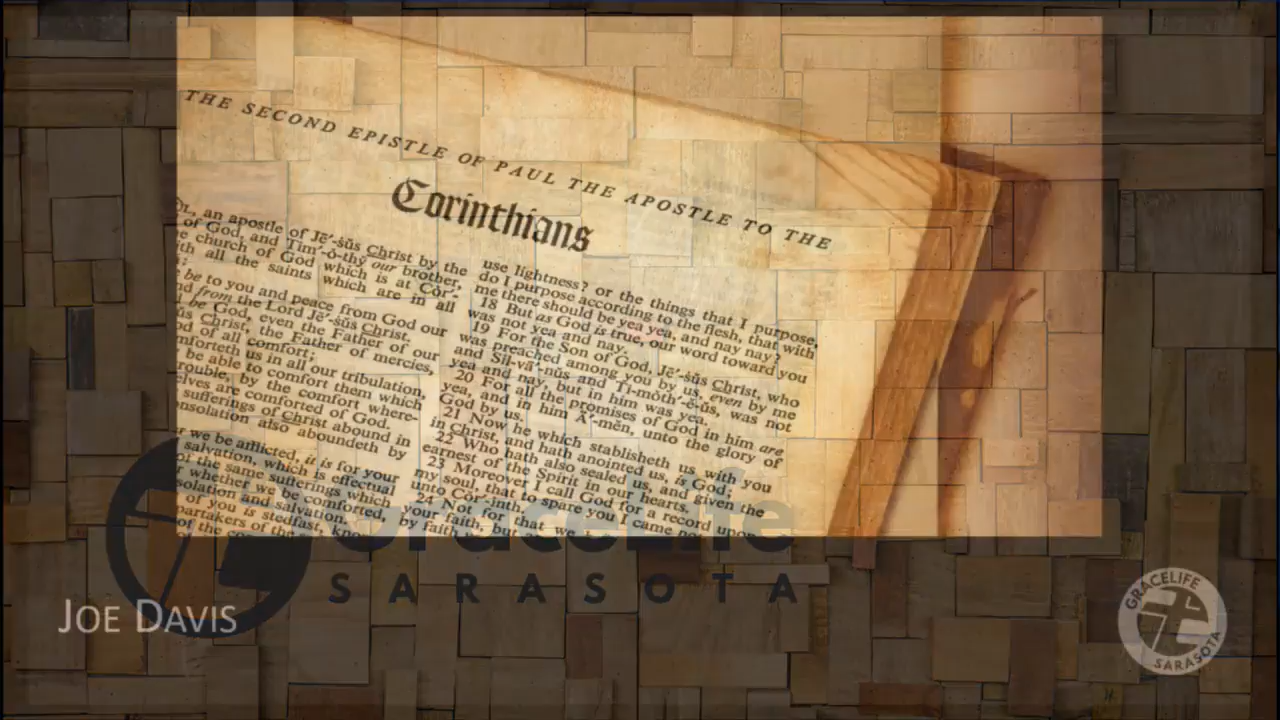 THE SECOND EPISTLE OF PAUL THE APOSTLE TO THE
Corinthians
an apostle of Jē´-ṡŭs Christ by the
of God, and Tĭm´-ŏ-thȳ our brother,
church of God which is at Cŏr´-
all the saints which are in all
be to you and peace from God our
from the Lord Jē´-ṡŭs Christ.
be God, even the Father of our
Christ, the Father of mercies,
of all comfort;
us in all our tribulation,
be able to comfort them which
by the comfort where-
are comforted of God.
sufferings of Christ abound in
also aboundeth by
we be afflicted, it is for your
salvation, which is effectual
of the same sufferings which
whether we be comforted,
and salvation.
of you is stedfast,
partakers of the
use lightness? or the things that I purpose,
do I purpose according to the flesh, that with
me there should be yea yea, and nay nay?
18 But as God is true, our word toward you
was not yea and nay.
19 For the Son of God, Jē´-ṡŭs Christ, who
was preached among you by us, even by me
and Sĭl-vā´-nŭs and Tĭ-mŏth´-ē-ŭs, was not
yea and nay, but in him was yea.
20 For all the promises of God in him are
yea, and in him Ā´-mĕn, unto the glory of
God by us.
21 Now he which stablisheth us with you
in Christ, and hath anointed us, is God;
22 Who hath also sealed us, and given the
earnest of the Spirit in our hearts.
23 Moreover I call God for a record upon
my soul, that to spare you I came not
unto Cŏr´-inth.
24 Not for that we
your faith, but
by faith
GraceLife
SARASOTA
JOE DAVIS
GRACELIFE
SARASOTA